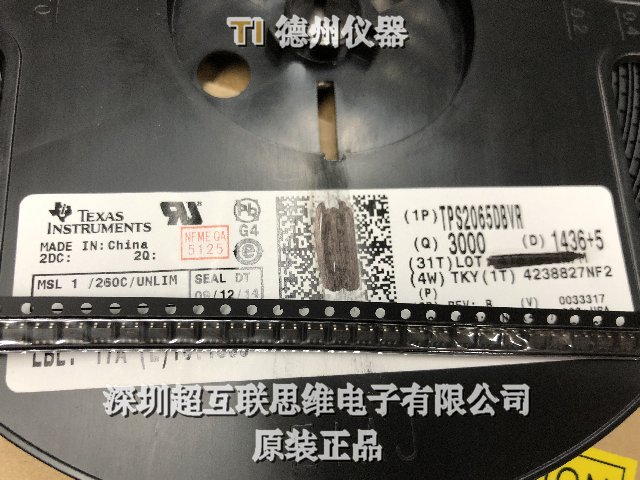 TI 德州仪器
TEXAS
INSTRUMENTS
MADE IN: China
2DC: 2Q:
NFME GA
5125
Pb
G4
MSL 1 /260C/UNLIM
SEAL DT
(1P) TPS2065DBVR
(Q) 3000 (D) 1436+5
(31T) LOT
(4W) TKY (1T) 4238827NF2
(P)
REV: B (V) 0033317
LBL:
深圳超互联思维电子有限公司
原装正品